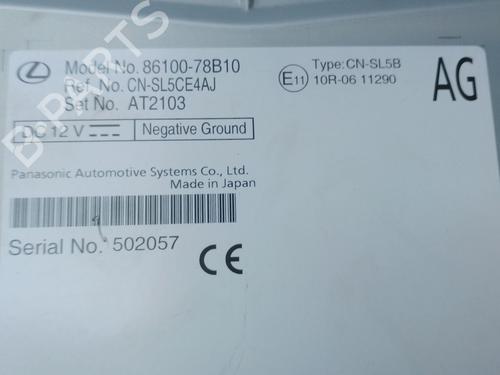 Model No. 86100-78B10
Ref. No. CN-SL5CE4AJ
Set No. AT2103
Type: CN-SL5B
E11 10R-06 11290
AG
DC 12 V
Negative Ground
Panasonic Automotive Systems Co., Ltd.
Made in Japan
Serial No. 502057
CE
B-PARTS